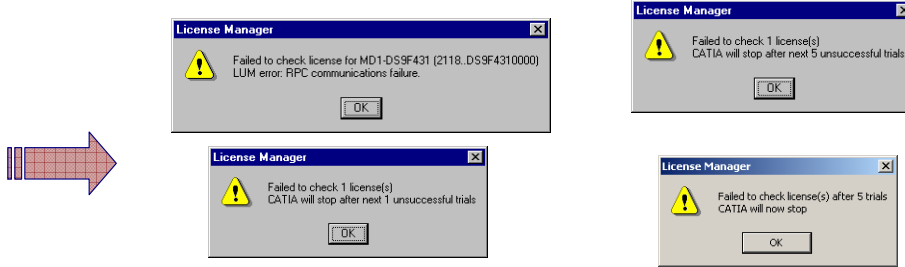 License Manager
Failed to check license for MD1-DS9F431 (2118..DS9F4310000)
LUM error: RPC communications failure.
OK
License Manager
Failed to check 1 license(s)
CATIA will stop after next 5 unsuccessful trials
OK
License Manager
Failed to check 1 license(s)
CATIA will stop after next 1 unsuccessful trials
OK
License Manager
Failed to check license(s) after 5 trials
CATIA will now stop
OK